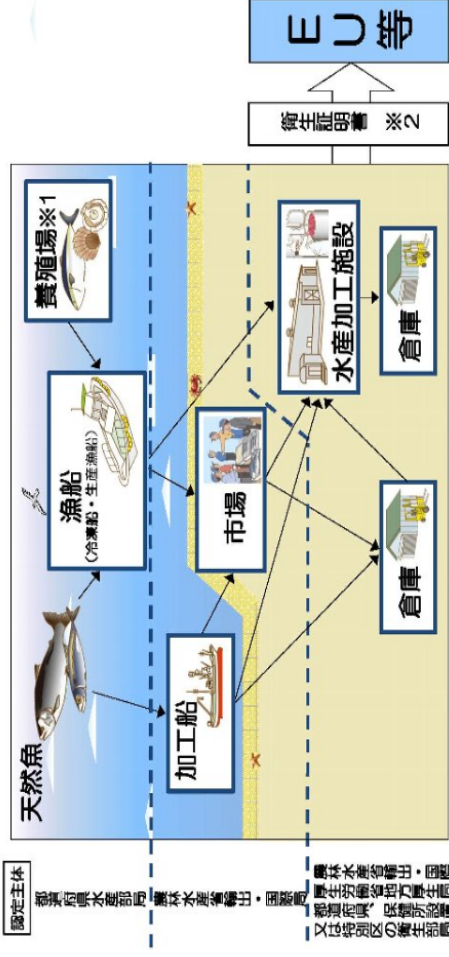 認定主体
都道府県水産部局
農林水産省輸出・国際局
農林水産省輸出・国際局
厚生労働省地方厚生局
都道府県、保健所設置
又は特別区の衛生部局
天然魚
漁船
(冷凍船・生産漁船)
養殖場※1
加工船
市場
水産加工施設
倉庫
倉庫
衛生証明書 ※2
EU等